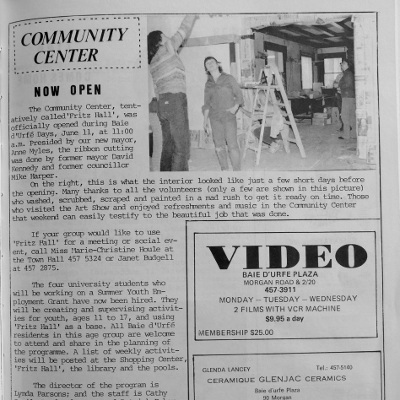 COMMUNITY
CENTER
NOW OPEN
The Community Center, tent-
atively called'Fritz Hall', was
officially opened during Baie
d'Urfé Days, June 11, at 11:00
a.m. Presided by our new mayor,
Anne Myles, the ribbon cutting
was done by former mayor David
Kennedy and former councillor
Mike Harper.
On the right, this is what the interior looked like just a few short days before
the opening. Many thanks to all the volunteers (only a few are shown in this picture)
who washed, scrubbed, scraped and painted in a mad rush to get it ready on time. Those
who visited the Art Show and enjoyed refreshments and music in the Community Center
that weekend can easily testify to the beautiful job that was done.
If your group would like to use
'Fritz Hall' for a meeting or social ev-
ent, call Miss Marie-Christine Houle at
the Town Hall 457 5324 or Janet Budgell
at 457 2875.
The four university students who
will be working on a Summer Youth Em-
ployment Grant have now been hired. They
will be creating and supervising activit-
ies for youth, ages 11 to 17, and using
'Fritz Hall' as a base. All Baie d'Urfé
residents in this age group are welcome
to attend and share in the planning of
the programme. A list of weekly activit-
ies will be posted at the Shopping Center,
'Fritz Hall', the library and the pools.
The director of the program is
Lynda Parsons; and the staff is Cathy
VIDEO
BAIE D'URFE PLAZA
MORGAN ROAD & 2/20
457-3911
MONDAY – TUESDAY – WEDNESDAY
2 FILMS WITH VCR MACHINE
$9.95 a day
MEMBERSHIP $25.00
GLENDA LANCEY Tel.: 457-5140
CERAMIQUE GLENJAC CERAMICS
Baie d'Urfe Plaza
90 Morgan